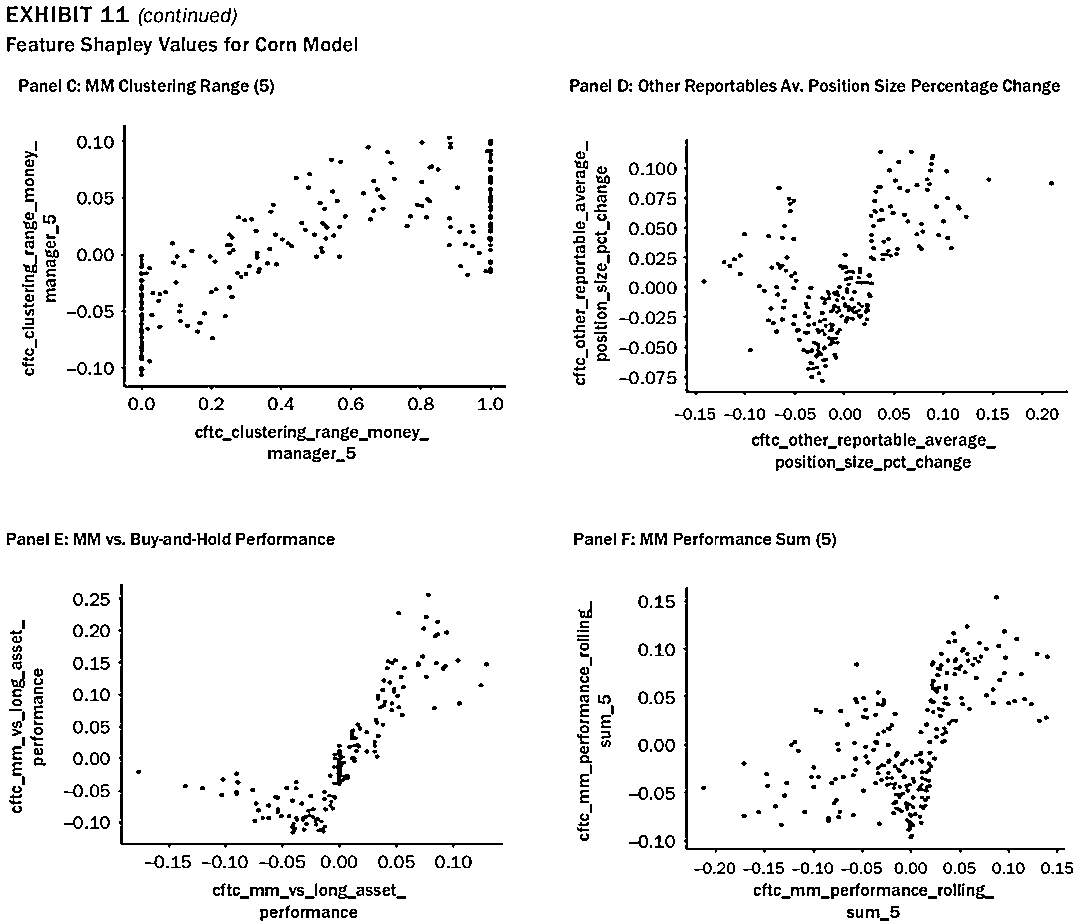 EXHIBIT 11 (continued)
Feature Shapley Values for Corn Model
Panel C: MM Clustering Range (5)
cftc_clustering_range_money_
manager_5
0.10
0.05
0.00
−0.05
−0.10
0.0 0.2 0.4 0.6 0.8 1.0
cftc_clustering_range_money_
manager_5
Panel D: Other Reportables Av. Position Size Percentage Change
cftc_other_reportable_average_
position_size_pct_change
0.100
0.075
0.050
0.025
0.000
−0.025
−0.050
−0.075
−0.15 −0.10 −0.05 0.00 0.05 0.10 0.15 0.20
cftc_other_reportable_average_
position_size_pct_change
Panel E: MM vs. Buy-and-Hold Performance
cftc_mm_vs_long_asset_
performance
0.25
0.20
0.15
0.10
0.05
0.00
−0.05
−0.10
−0.15 −0.10 −0.05 0.00 0.05 0.10
cftc_mm_vs_long_asset_
performance
Panel F: MM Performance Sum (5)
cftc_mm_performance_rolling_
sum_5
0.15
0.10
0.05
0.00
−0.05
−0.10
−0.20 −0.15 −0.10 −0.05 0.00 0.05 0.10 0.15
cftc_mm_performance_rolling_
sum_5